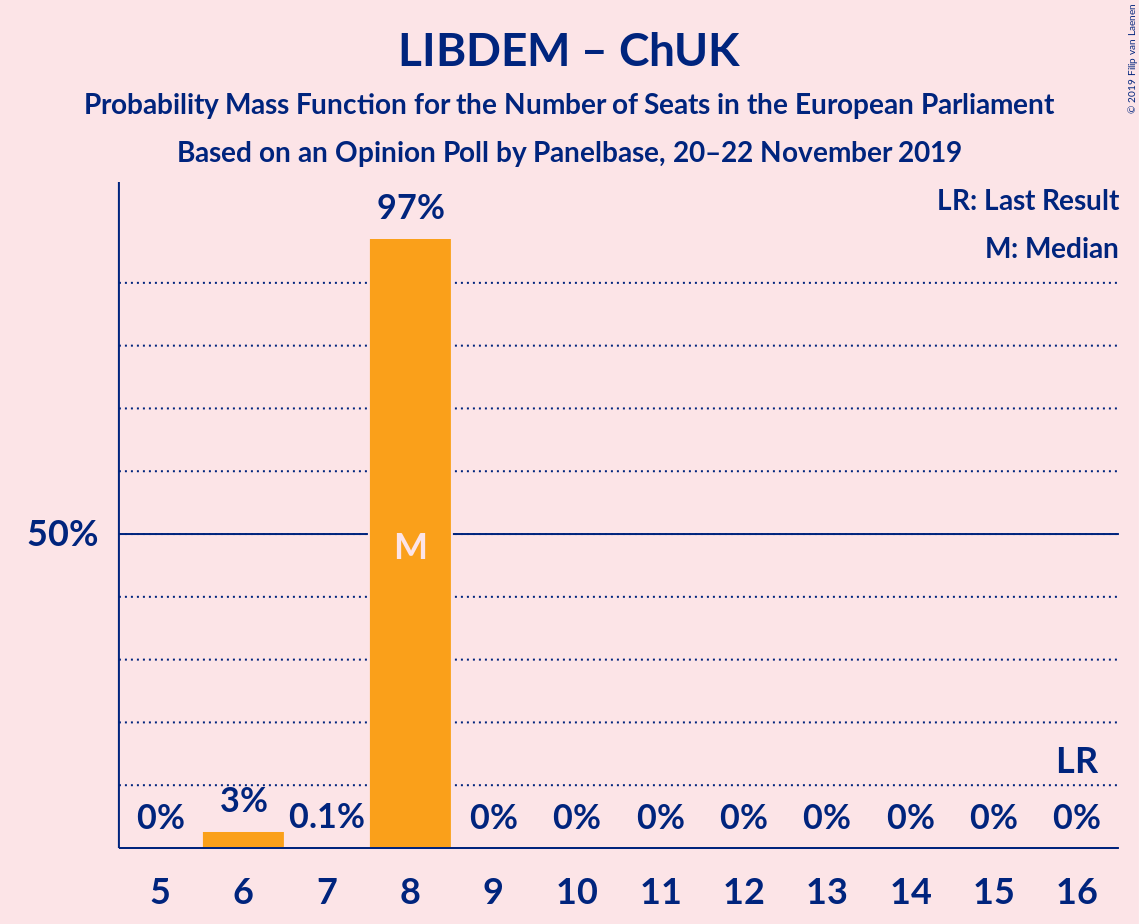 LIBDEM – ChUK
Probability Mass Function for the Number of Seats in the European Parliament
Based on an Opinion Poll by Panelbase, 20–22 November 2019
© 2019 Filip van Laenen
LR: Last Result
M: Median
97%
50%
M
LR
0% 3% 0.1% 0% 0% 0% 0% 0% 0% 0% 0%
5 6 7 8 9 10 11 12 13 14 15 16